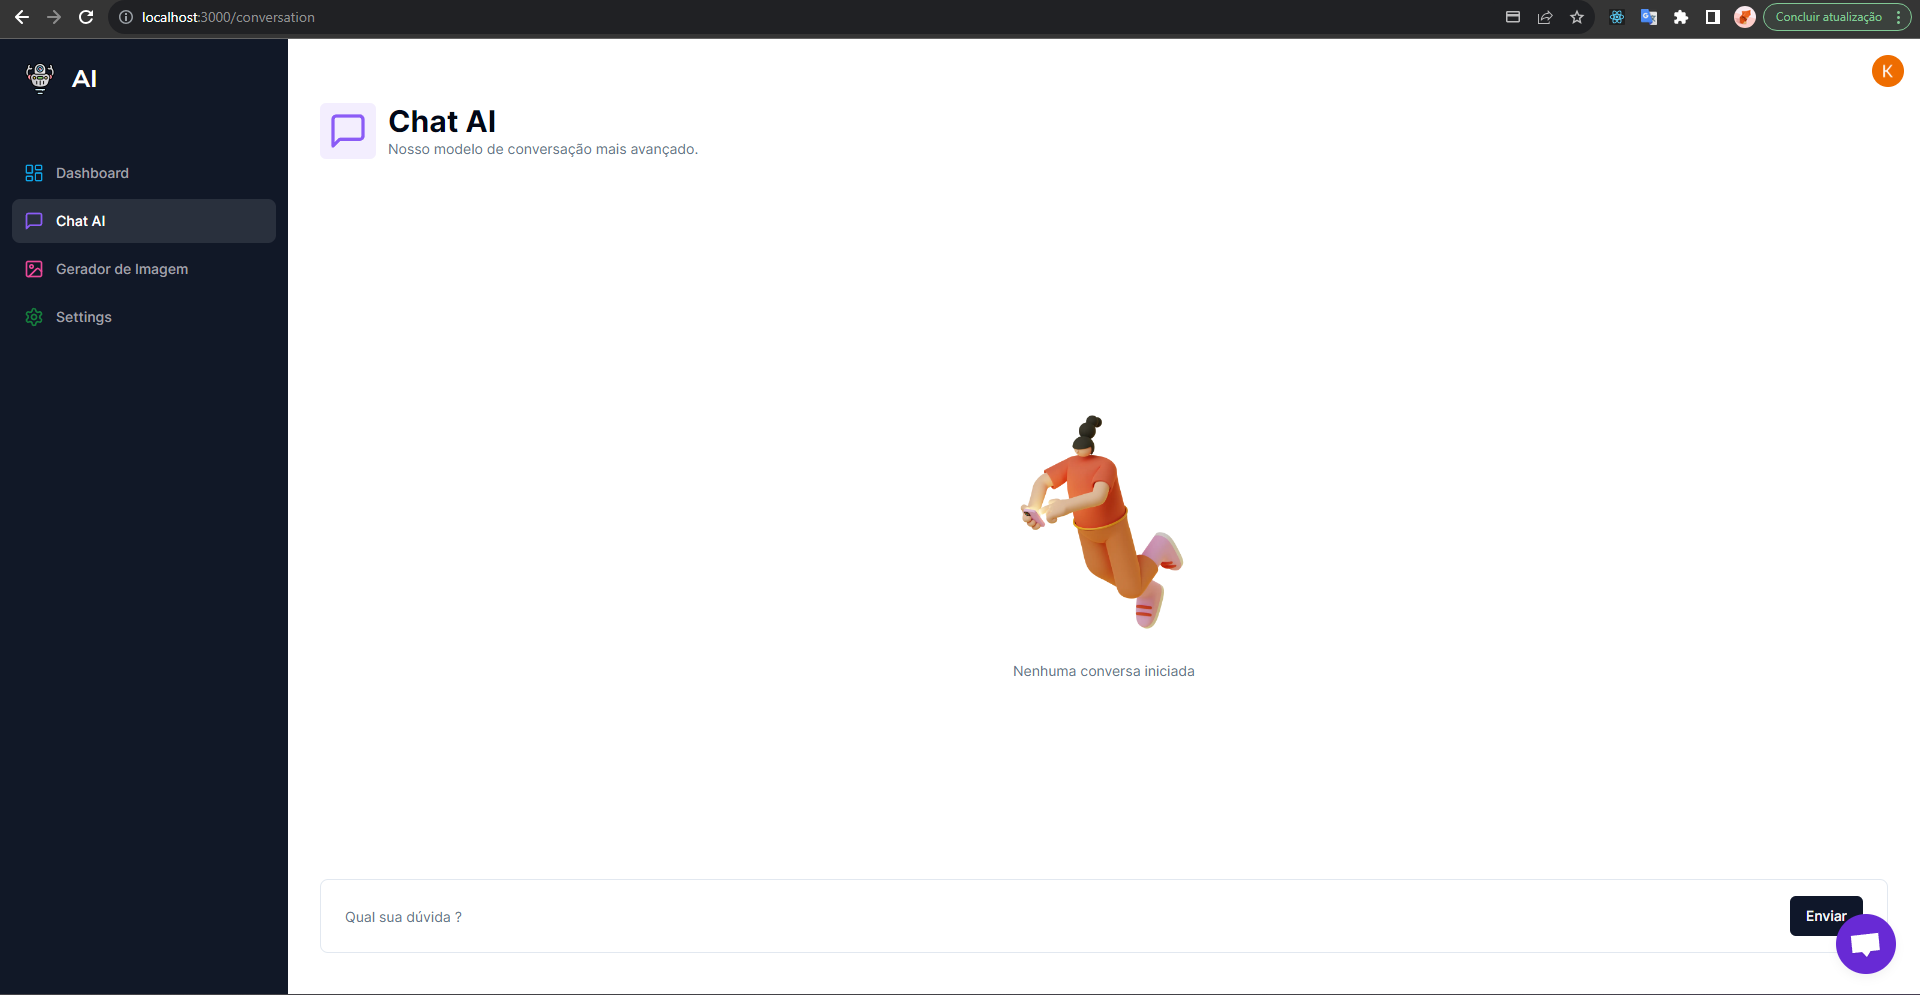 localhost:3000/conversation
Concluir atualização
AI
K
Chat AI
Nosso modelo de conversação mais avançado.
Dashboard
Chat AI
Gerador de Imagem
Settings
Nenhuma conversa iniciada
Qual sua dúvida ?
Enviar